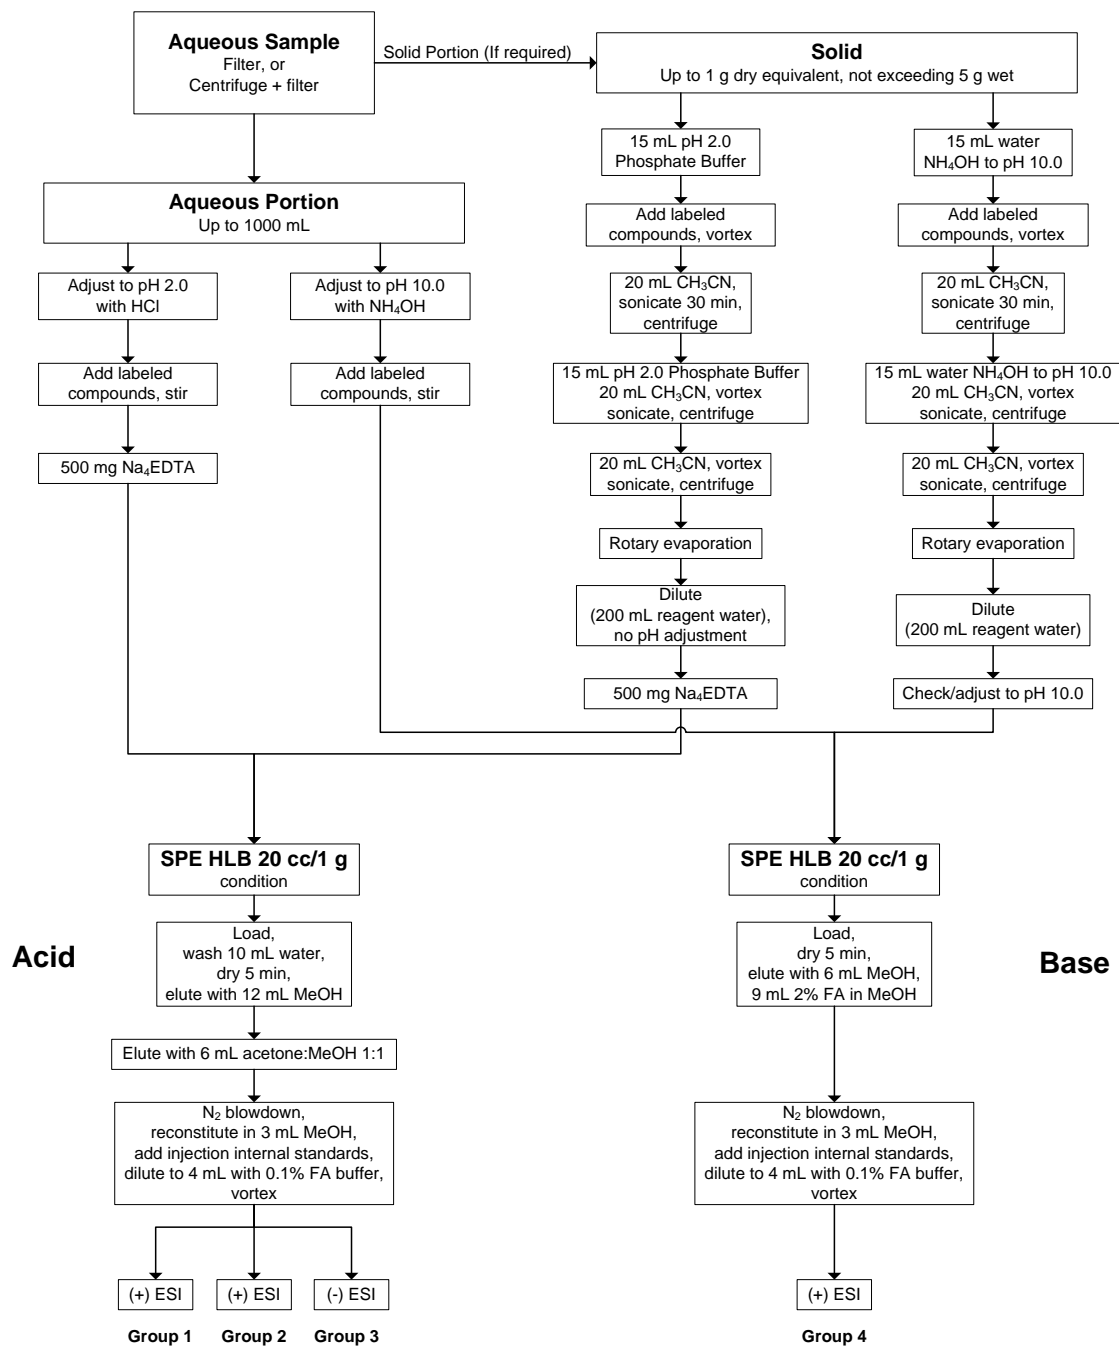 Aqueous Sample
Filter, or
Centrifuge + filter
Solid Portion (If required)
Solid
Up to 1 g dry equivalent, not exceeding 5 g wet
Aqueous Portion
Up to 1000 mL
Adjust to pH 2.0
with HCl
Add labeled
compounds, stir
500 mg Na₄EDTA
Adjust to pH 10.0
with NH₄OH
Add labeled
compounds, stir
15 mL pH 2.0
Phosphate Buffer
Add labeled
compounds, vortex
20 mL CH₃CN,
sonicate 30 min,
centrifuge
15 mL pH 2.0 Phosphate Buffer
20 mL CH₃CN, vortex
sonicate, centrifuge
20 mL CH₃CN, vortex
sonicate, centrifuge
Rotary evaporation
Dilute
(200 mL reagent water),
no pH adjustment
500 mg Na₄EDTA
15 mL water
NH₄OH to pH 10.0
Add labeled
compounds, vortex
20 mL CH₃CN,
sonicate 30 min,
centrifuge
15 mL water NH₄OH to pH 10.0
20 mL CH₃CN, vortex
sonicate, centrifuge
20 mL CH₃CN, vortex
sonicate, centrifuge
Rotary evaporation
Dilute
(200 mL reagent water)
Check/adjust to pH 10.0
Acid
SPE HLB 20 cc/1 g
condition
Load,
wash 10 mL water,
dry 5 min,
elute with 12 mL MeOH
Elute with 6 mL acetone:MeOH 1:1
N₂ blowdown,
reconstitute in 3 mL MeOH,
add injection internal standards,
dilute to 4 mL with 0.1% FA buffer,
vortex
(+) ESI
(+) ESI
(-) ESI
Group 1
Group 2
Group 3
Base
SPE HLB 20 cc/1 g
condition
Load,
dry 5 min,
elute with 6 mL MeOH,
9 mL 2% FA in MeOH
N₂ blowdown,
reconstitute in 3 mL MeOH,
add injection internal standards,
dilute to 4 mL with 0.1% FA buffer,
vortex
(+) ESI
Group 4